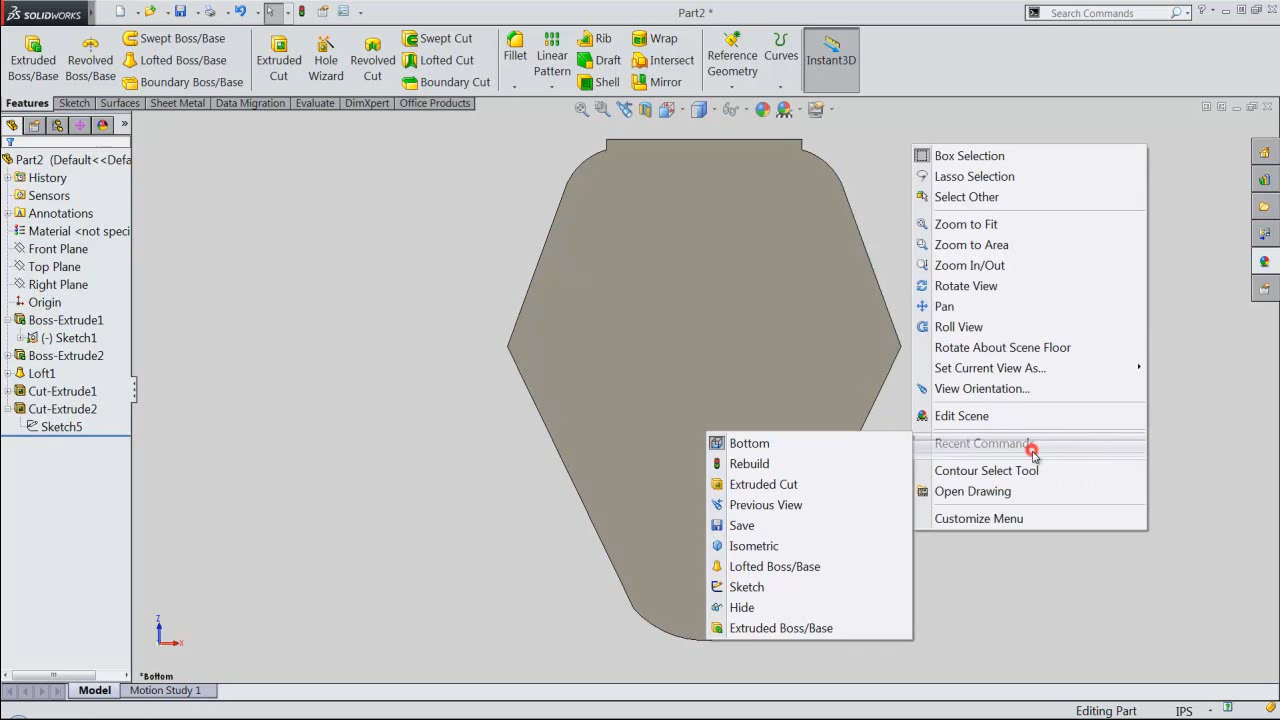 SOLIDWORKS
Part2 *
Search Commands
Extruded Boss/Base
Revolved Boss/Base
Swept Boss/Base
Lofted Boss/Base
Boundary Boss/Base
Extruded Cut
Hole Wizard
Revolved Cut
Swept Cut
Lofted Cut
Boundary Cut
Fillet
Linear Pattern
Rib
Draft
Shell
Wrap
Intersect
Mirror
Reference Geometry
Curves
Instant3D
Features
Sketch
Surfaces
Sheet Metal
Data Migration
Evaluate
DimXpert
Office Products
Part2 (Default<<Defa
History
Sensors
Annotations
Material <not speci
Front Plane
Top Plane
Right Plane
Origin
Boss-Extrude1
(-) Sketch1
Boss-Extrude2
Loft1
Cut-Extrude1
Cut-Extrude2
Sketch5
Box Selection
Lasso Selection
Select Other
Zoom to Fit
Zoom to Area
Zoom In/Out
Rotate View
Pan
Roll View
Rotate About Scene Floor
Set Current View As...
View Orientation...
Edit Scene
Recent Commands
Contour Select Tool
Open Drawing
Customize Menu
Bottom
Rebuild
Extruded Cut
Previous View
Save
Isometric
Lofted Boss/Base
Sketch
Hide
Extruded Boss/Base
Z
X
*Bottom
Model
Motion Study 1
Editing Part
IPS